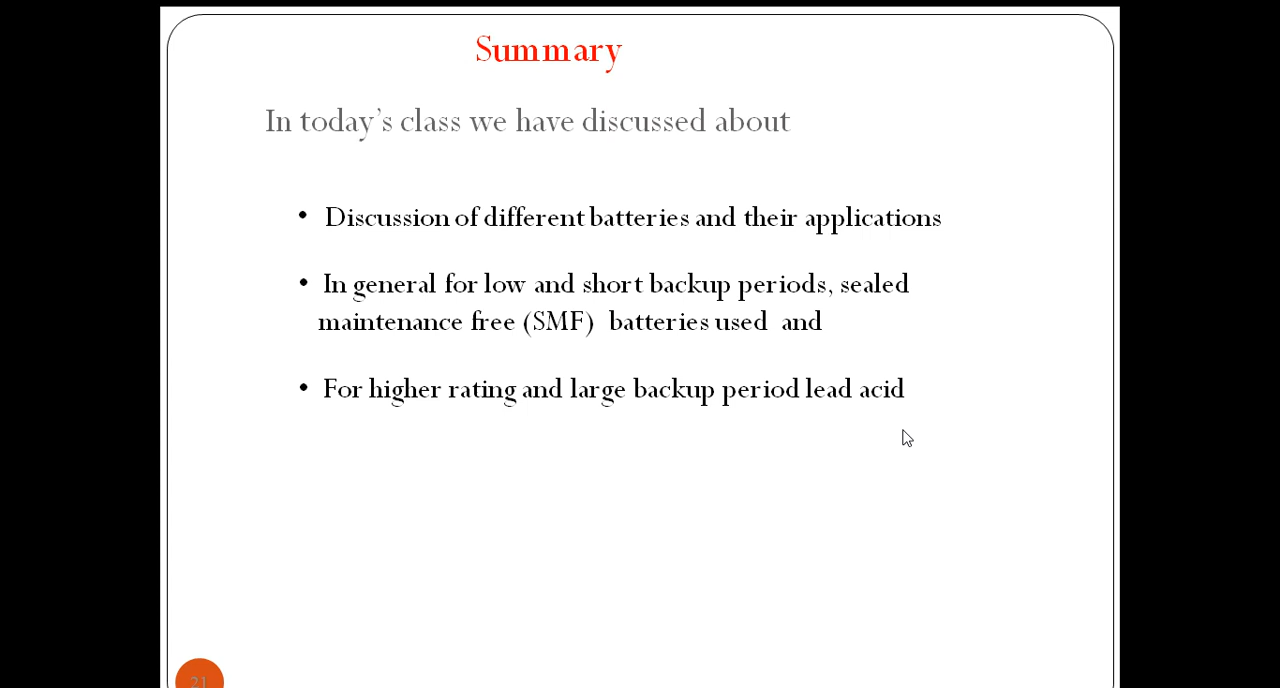 Summary
In today’s class we have discussed about
• Discussion of different batteries and their applications
• In general for low and short backup periods, sealed
maintenance free (SMF) batteries used and
• For higher rating and large backup period lead acid
21